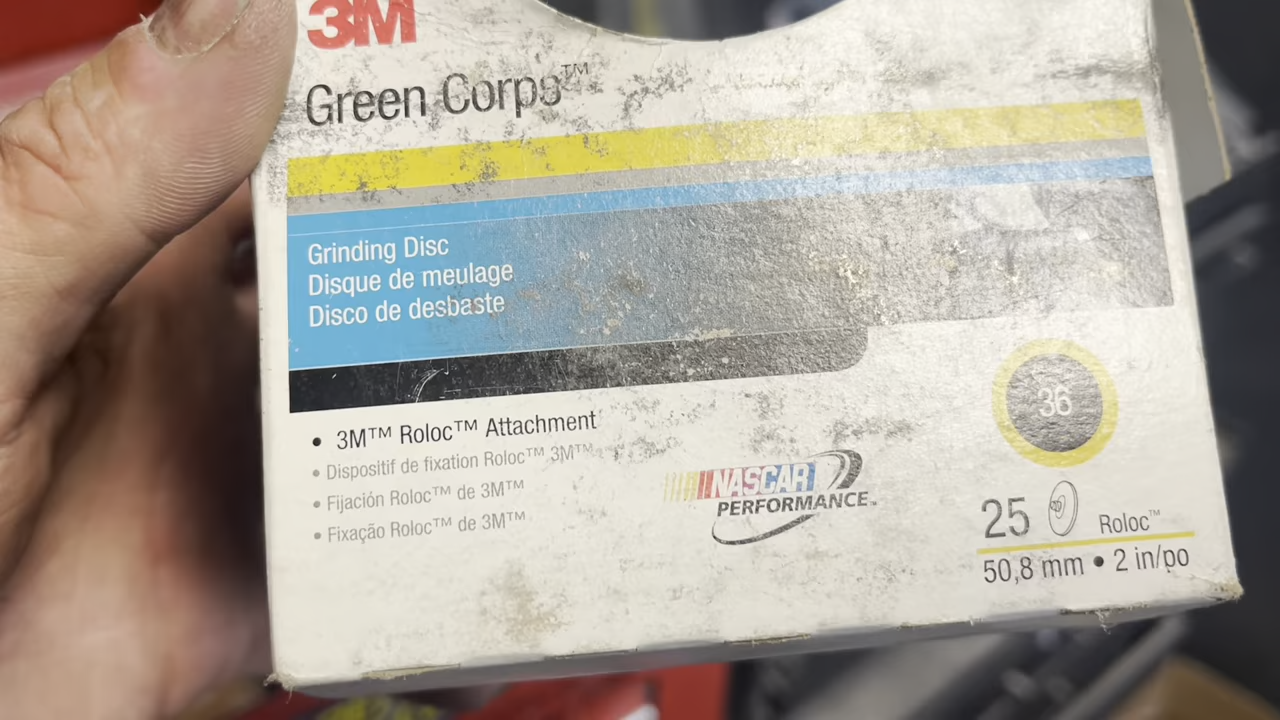 3M
Green Corps™
Grinding Disc
Disque de meulage
Disco de desbaste
• 3M™ Roloc™ Attachment
• Dispositif de fixation Roloc™ 3M™
• Fijación Roloc™ de 3M™
• Fixação Roloc™ de 3M™
NASCAR
PERFORMANCE™
36
25 Roloc™
50,8 mm • 2 in/po